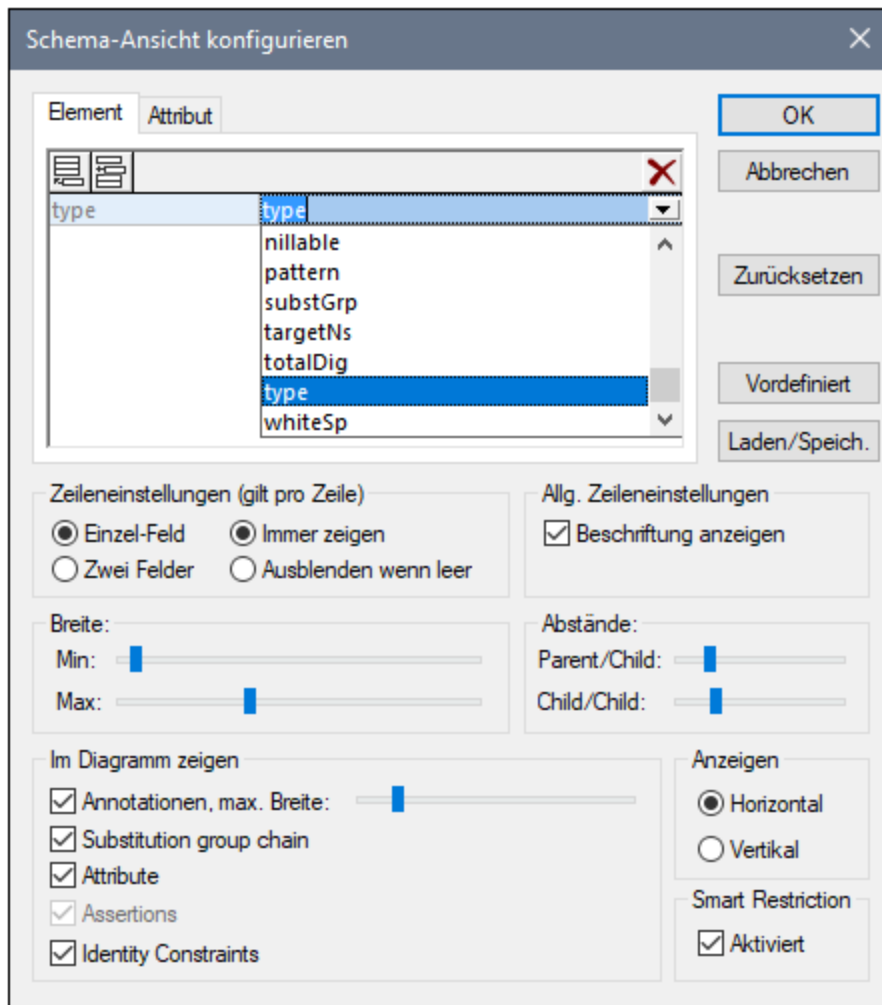 Schema-Ansicht konfigurieren
Element Attribut
OK
Abbrechen
type type
nillable
pattern
substGrp
targetNs
totalDig
type
whiteSp
Zurücksetzen
Vordefiniert
Laden/Speich.
Zeileneinstellungen (gilt pro Zeile)
Einzel-Feld Immer zeigen
Zwei Felder Ausblenden wenn leer
Allg. Zeileneinstellungen
Beschriftung anzeigen
Breite:
Min:
Max:
Abstände:
Parent/Child:
Child/Child:
Im Diagramm zeigen
Annotationen, max. Breite:
Substitution group chain
Attribute
Assertions
Identity Constraints
Anzeigen
Horizontal
Vertikal
Smart Restriction
Aktiviert